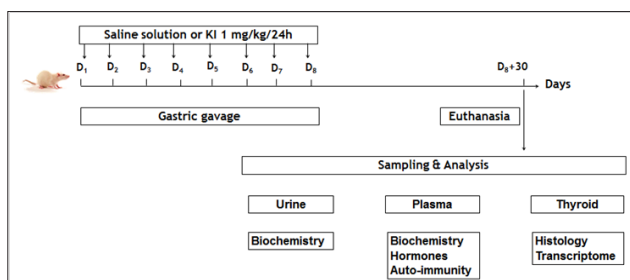 Saline solution or KI 1 mg/kg/24h
D1 D2 D3 D4 D5 D6 D7 D8 D8+30
Days
Gastric gavage Euthanasia
Sampling & Analysis
Urine Plasma Thyroid
Biochemistry Biochemistry Histology
Hormones Transcriptome
Auto-immunity